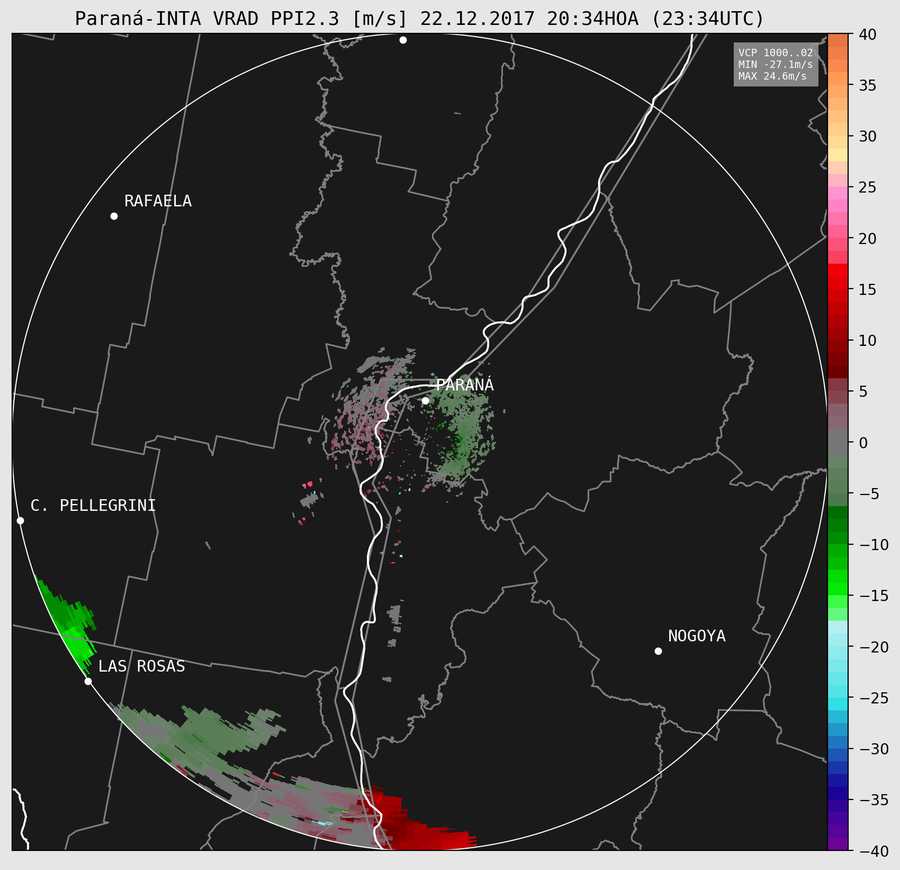 Paraná-INTA VRAD PPI2.3 [m/s] 22.12.2017 20:34HOA (23:34UTC)
VCP 1000..02
MIN -27.1m/s
MAX 24.6m/s
RAFAELA
PARANÁ
C. PELLEGRINI
NOGOYA
LAS ROSAS
40
35
30
25
20
15
10
5
0
−5
−10
−15
−20
−25
−30
−35
−40